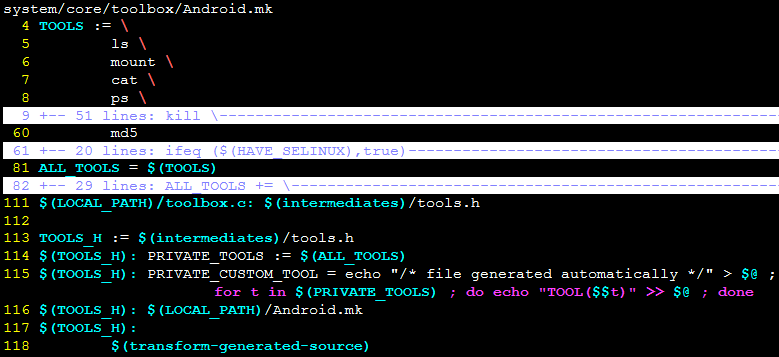 system/core/toolbox/Android.mk
4 TOOLS := \
5 ls \
6 mount \
7 cat \
8 ps \
9 +-- 51 lines: kill \--------------------------------------------------------------
60 md5
61 +-- 20 lines: ifeq ($(HAVE_SELINUX),true)-----------------------------------------
81 ALL_TOOLS = $(TOOLS)
82 +-- 29 lines: ALL_TOOLS += \------------------------------------------------------
111 $(LOCAL_PATH)/toolbox.c: $(intermediates)/tools.h
112
113 TOOLS_H := $(intermediates)/tools.h
114 $(TOOLS_H): PRIVATE_TOOLS := $(ALL_TOOLS)
115 $(TOOLS_H): PRIVATE_CUSTOM_TOOL = echo "/* file generated automatically */" > $@ ;
for t in $(PRIVATE_TOOLS) ; do echo "TOOL($$t)" >> $@ ; done
116 $(TOOLS_H): $(LOCAL_PATH)/Android.mk
117 $(TOOLS_H):
118 $(transform-generated-source)